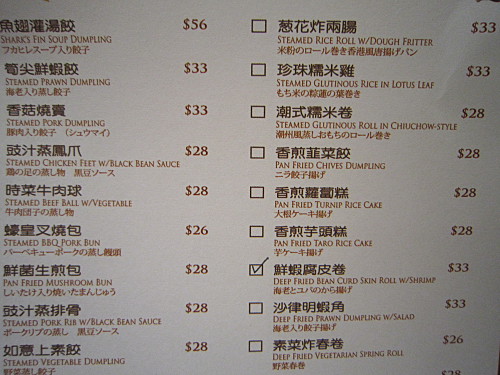 魚翅灌湯餃 $56
SHARK'S FIN SOUP DUMPLING
フカヒレスープ入り餃子
筍尖鮮蝦餃 $33
STEAMED PRAWN DUMPLING
海老入り蒸し餃子
香菇燒賣 $33
STEAMED PORK DUMPLING
豚肉入り餃子 (シュウマイ)
豉汁蒸鳳爪 $28
STEAMED CHICKEN FEET W/BLACK BEAN SAUCE
鶏の足の蒸し物 黒豆ソース
時菜牛肉球 $28
STEAMED BEEF BALL W/VEGETABLE
牛肉団子の蒸し物
蠔皇叉燒包 $26
STEAMED BBQ PORK BUN
バーベキューポークの蒸し饅頭
鮮菌生煎包 $28
PAN FRIED MUSHROOM BUN
しいたけ入り焼いたまんじゅう
豉汁蒸排骨 $28
STEAMED PORK RIB W/BLACK BEAN SAUCE
ポークリブの蒸し 黒豆ソース
如意上素餃 $28
STEAMED VEGETABLE DUMPLING
野菜蒸し餃子
葱花炸兩腸 $33
STEAMED RICE ROLL W/DOUGH FRITTER
米粉のロール巻き香港風唐揚げパン
珍珠糯米雞 $33
STEAMED GLUTINOUS RICE IN LOTUS LEAF
もち米の粽蓮の葉巻き
潮式糯米卷 $28
STEAMED GLUTINOUS ROLL IN CHIUCHOW-STYLE
潮州風蒸しおもちのロール巻き
香煎韮菜餃 $28
PAN FRIED CHIVES DUMPLING
ニラ餃子揚げ
香煎蘿蔔糕 $28
PAN FRIED TURNIP RICE CAKE
大根ケーキ揚げ
香煎芋頭糕 $28
PAN FRIED TARO RICE CAKE
芋ケーキ揚げ
鮮蝦腐皮卷 $33
DEEP FRIED BEAN CURD SKIN ROLL W/SHRIMP
海老とユバのから揚げ
沙律明蝦角 $33
DEEP FRIED PRAWN DUMPLING W/SALAD
海老入り餃子揚げ
素菜炸春卷 $26
DEEP FRIED VEGETARIAN SPRING ROLL
野菜春巻
$28